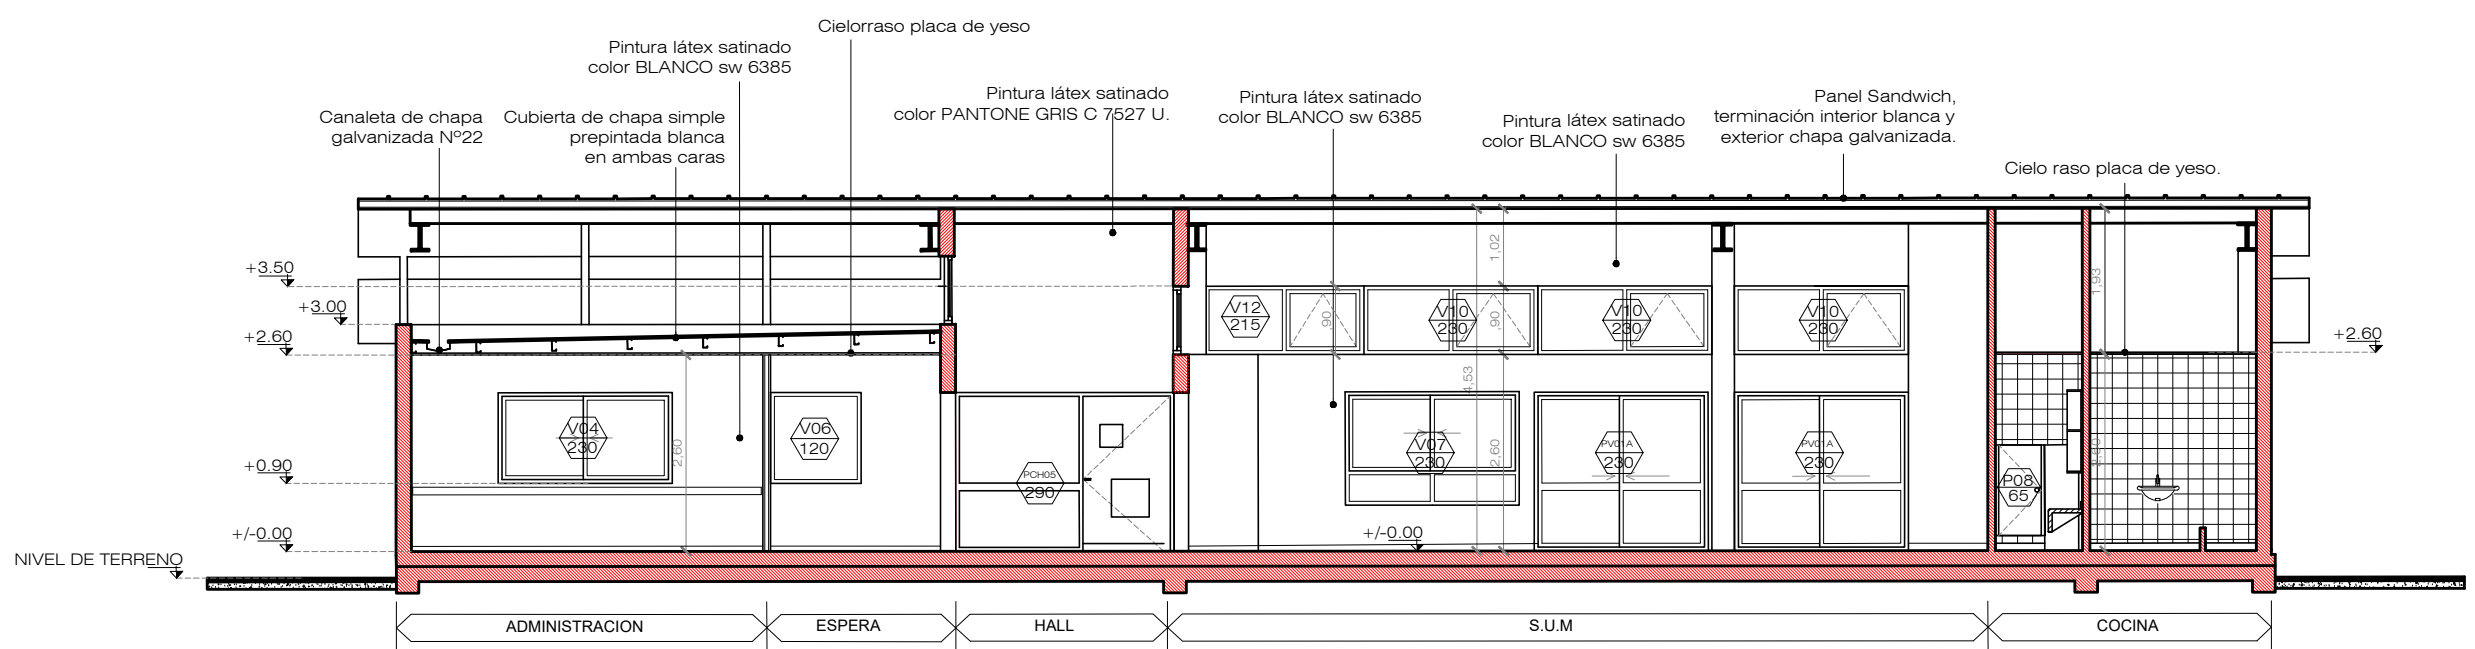 Cielorraso placa de yeso
Pintura látex satinado
color BLANCO sw 6385
Pintura látex satinado
color PANTONE GRIS C 7527 U.
Pintura látex satinado
color BLANCO sw 6385
Panel Sandwich,
terminación interior blanca y
exterior chapa galvanizada.
Canaleta de chapa
galvanizada Nº22
Cubierta de chapa simple
prepintada blanca
en ambas caras
Pintura látex satinado
color BLANCO sw 6385
Cielo raso placa de yeso.
+3.50
+3.00
+2.60
+0.90
+/-0.00
NIVEL DE TERRENO
V04
230
2,60
V06
120
PCH05
290
V12
215
,90
V10
230
,90
1,02
4,53
2,60
V10
230
V10
230
V07
230
PV01A
230
PV01A
230
+/-0.00
P08
65
1,93
2,60
+2.60
ADMINISTRACION
ESPERA
HALL
S.U.M
COCINA